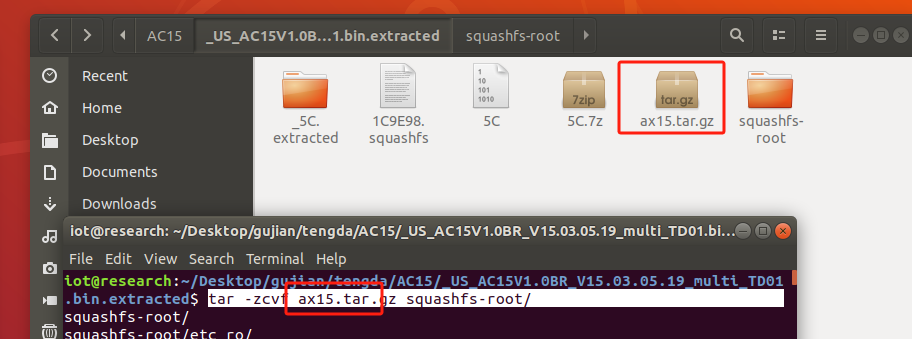 AC15
_US_AC15V1.0B…1.bin.extracted
squashfs-root
Recent
Home
Desktop
Documents
Downloads
_5C.
extracted
1C9E98.
squashfs
1
10
101
1010
5C
7zip
5C.7z
tar.gz
ax15.tar.gz
squashfs-
root
iot@research: ~/Desktop/gujian/tengda/AC15/_US_AC15V1.0BR_V15.03.05.19_multi_TD01.bi…
File Edit View Search Terminal Help
iot@research:~/Desktop/gujian/tengda/AC15/_US_AC15V1.0BR_V15.03.05.19_multi_TD01
.bin.extracted$ tar -zcvf ax15.tar.gz squashfs-root/
squashfs-root/
squashfs-root/etc_ro/